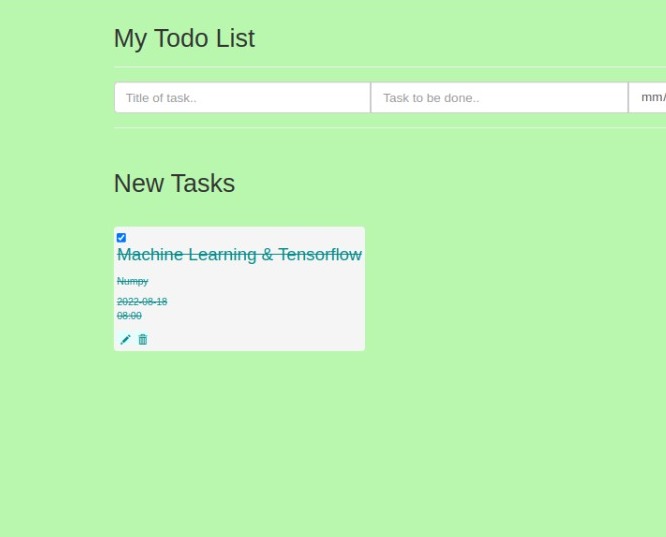 My Todo List
Title of task..
Task to be done..
mm/
New Tasks
Machine Learning & Tensorflow
Numpy
2022-08-18
08:00